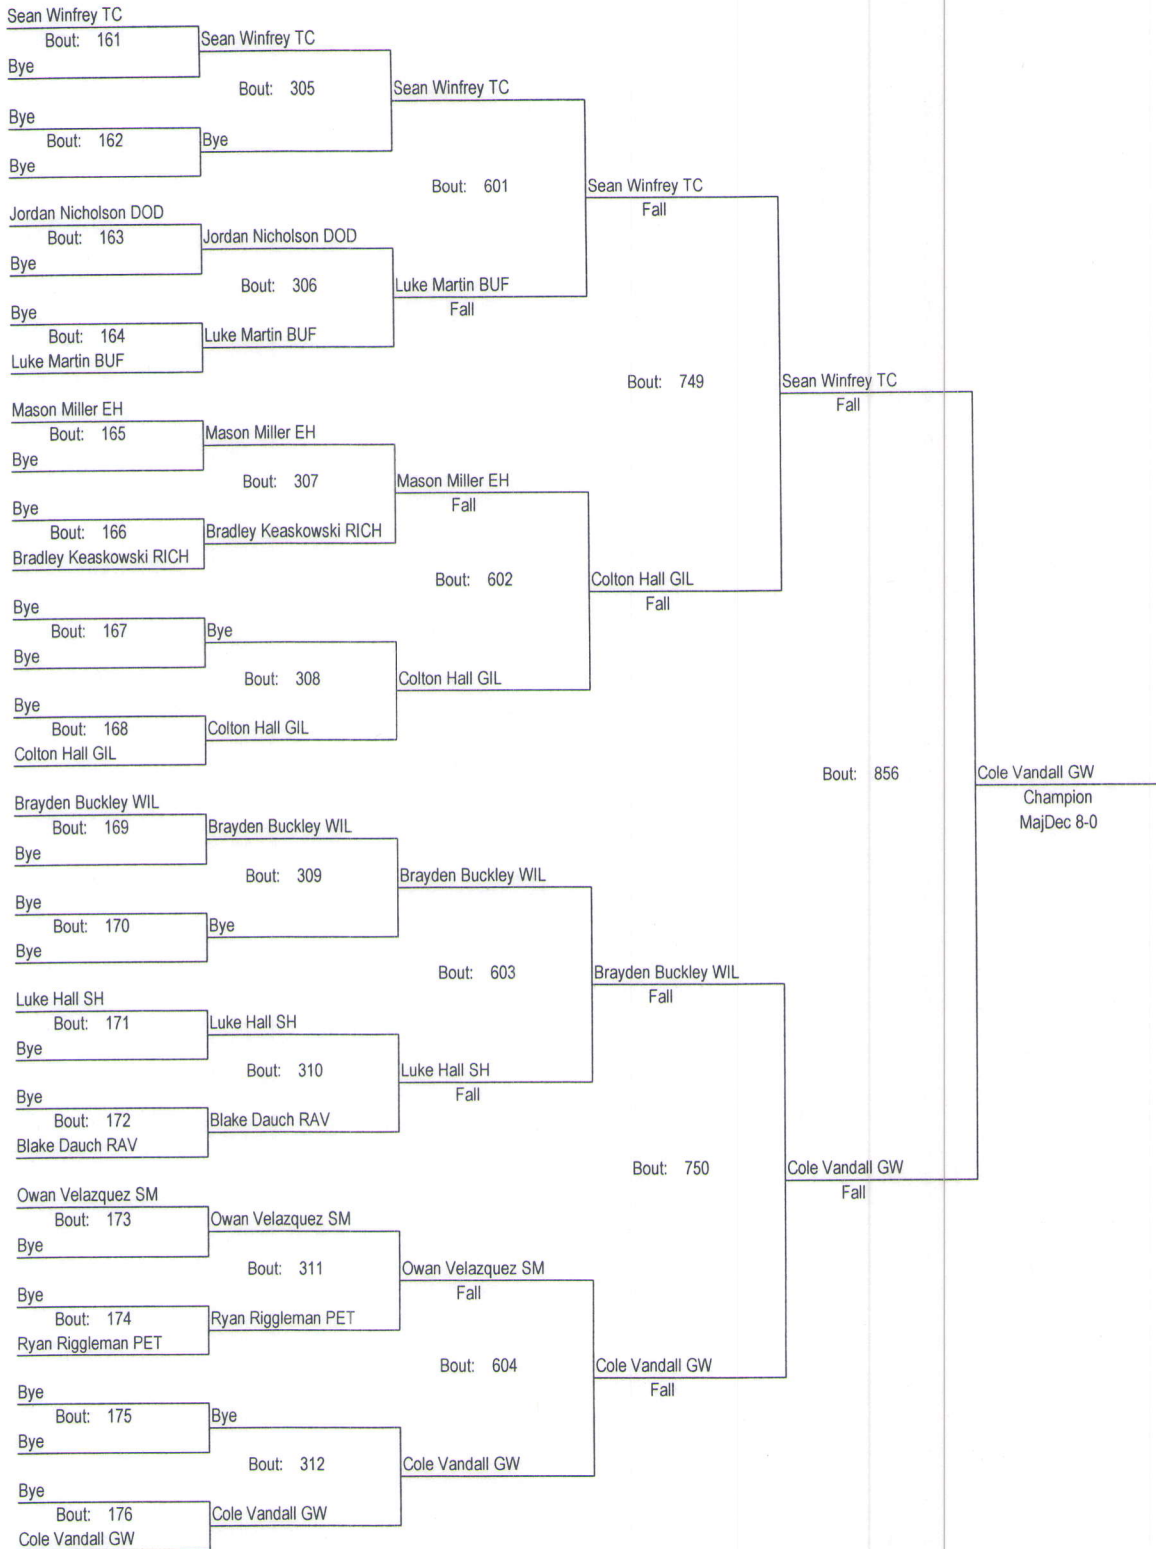 Sean Winfrey TC
Bout: 161
Bye
Sean Winfrey TC
Bout: 305
Bye
Bout: 162
Bye
Bye
Sean Winfrey TC
Bout: 601
Jordan Nicholson DOD
Bout: 163
Bye
Jordan Nicholson DOD
Bout: 306
Bye
Bout: 164
Luke Martin BUF
Luke Martin BUF
Luke Martin BUF
Fall
Sean Winfrey TC
Fall
Bout: 749
Mason Miller EH
Bout: 165
Bye
Mason Miller EH
Bout: 307
Bye
Bout: 166
Bradley Keaskowski RICH
Bradley Keaskowski RICH
Mason Miller EH
Fall
Bout: 602
Bye
Bout: 167
Bye
Bye
Bout: 308
Bye
Bout: 168
Colton Hall GIL
Colton Hall GIL
Colton Hall GIL
Colton Hall GIL
Fall
Sean Winfrey TC
Fall
Bout: 856
Cole Vandall GW
Champion
MajDec 8-0
Brayden Buckley WIL
Bout: 169
Bye
Brayden Buckley WIL
Bout: 309
Bye
Bout: 170
Bye
Bye
Brayden Buckley WIL
Bout: 603
Luke Hall SH
Bout: 171
Bye
Luke Hall SH
Bout: 310
Bye
Bout: 172
Blake Dauch RAV
Blake Dauch RAV
Luke Hall SH
Fall
Brayden Buckley WIL
Fall
Bout: 750
Owan Velazquez SM
Bout: 173
Bye
Owan Velazquez SM
Bout: 311
Bye
Bout: 174
Ryan Riggleman PET
Ryan Riggleman PET
Owan Velazquez SM
Fall
Bout: 604
Bye
Bout: 175
Bye
Bye
Bout: 312
Bye
Bout: 176
Cole Vandall GW
Cole Vandall GW
Cole Vandall GW
Cole Vandall GW
Fall
Cole Vandall GW
Fall